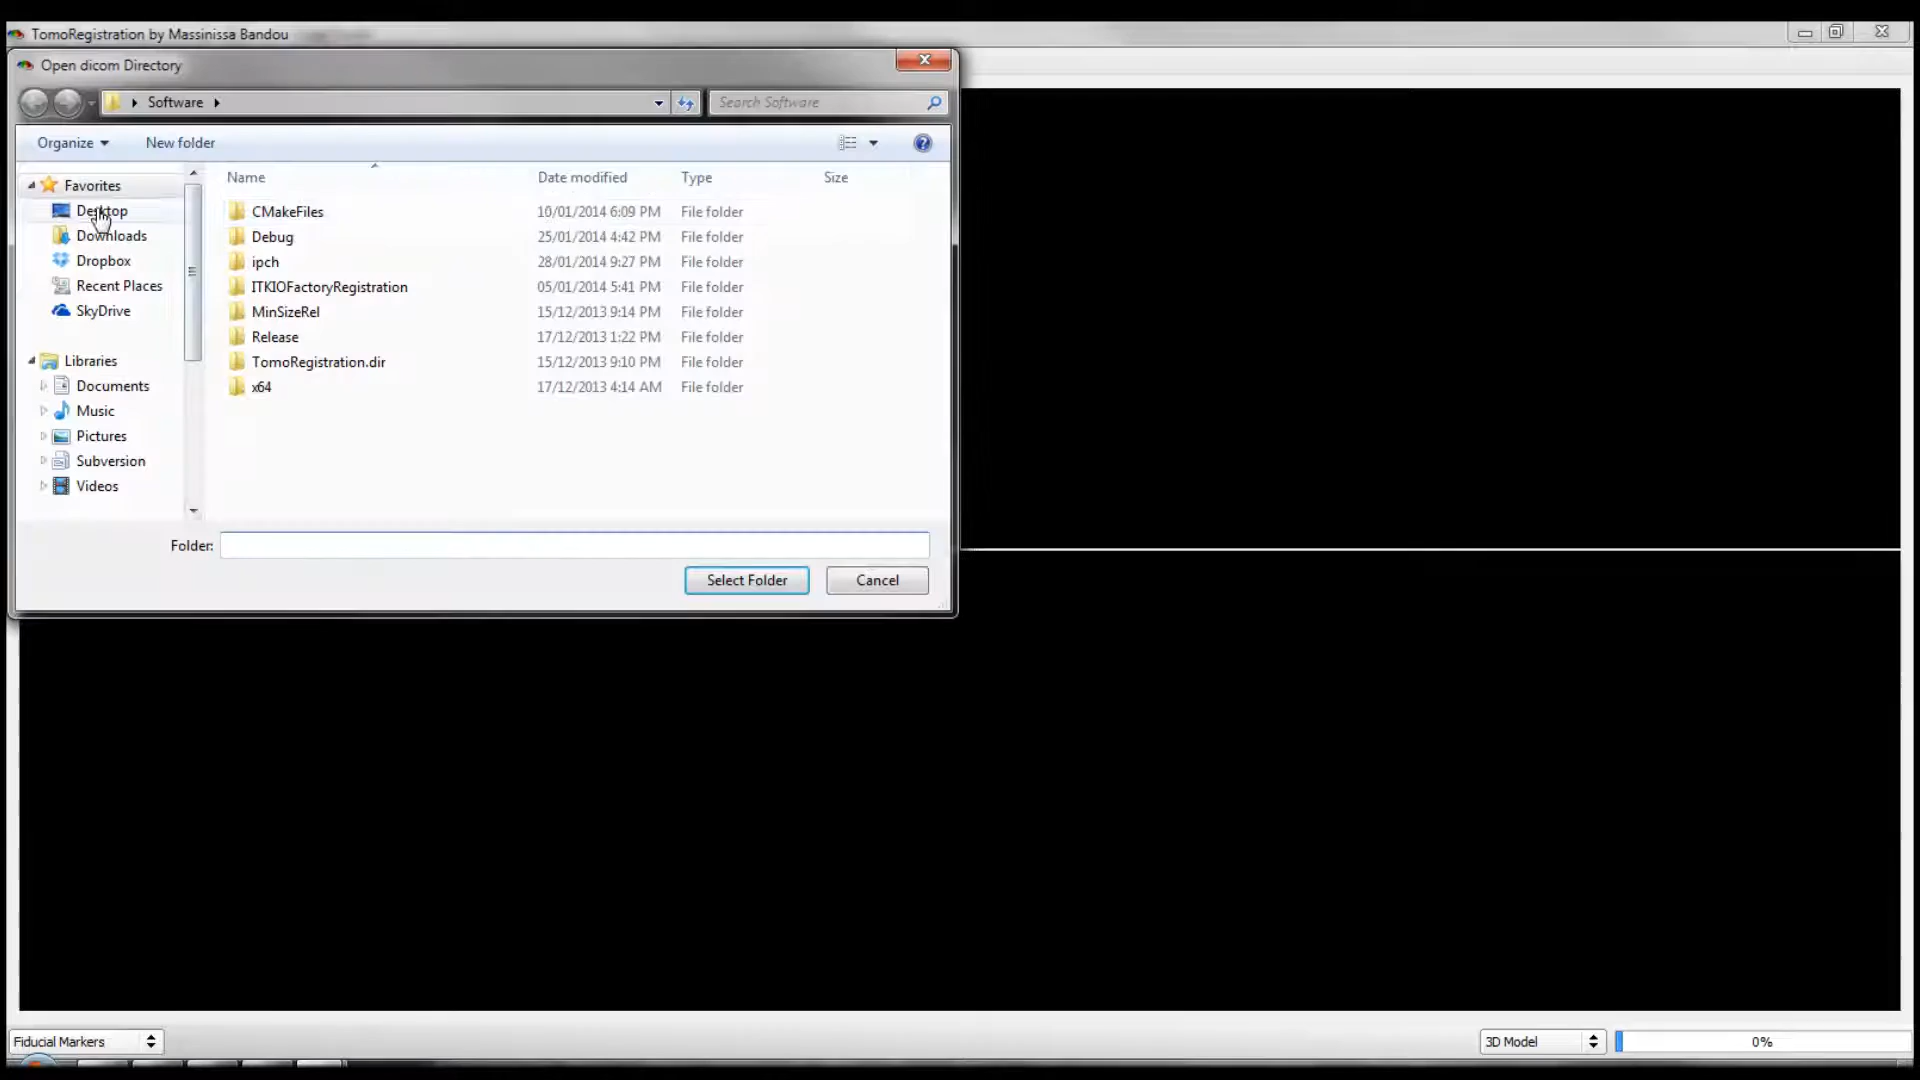 TomoRegistration by Massinissa Bandou
Open dicom Directory
Software
Search Software
Organize
New folder
Name Date modified Type Size
Favorites
Desktop
Downloads
Dropbox
Recent Places
SkyDrive
Libraries
Documents
Music
Pictures
Subversion
Videos
CMakeFiles 10/01/2014 6:09 PM File folder
Debug 25/01/2014 4:42 PM File folder
ipch 28/01/2014 9:27 PM File folder
ITKIOFactoryRegistration 05/01/2014 5:41 PM File folder
MinSizeRel 15/12/2013 9:14 PM File folder
Release 17/12/2013 1:22 PM File folder
TomoRegistration.dir 15/12/2013 9:10 PM File folder
x64 17/12/2013 4:14 AM File folder
Folder:
Select Folder
Cancel
Fiducial Markers
3D Model
0%